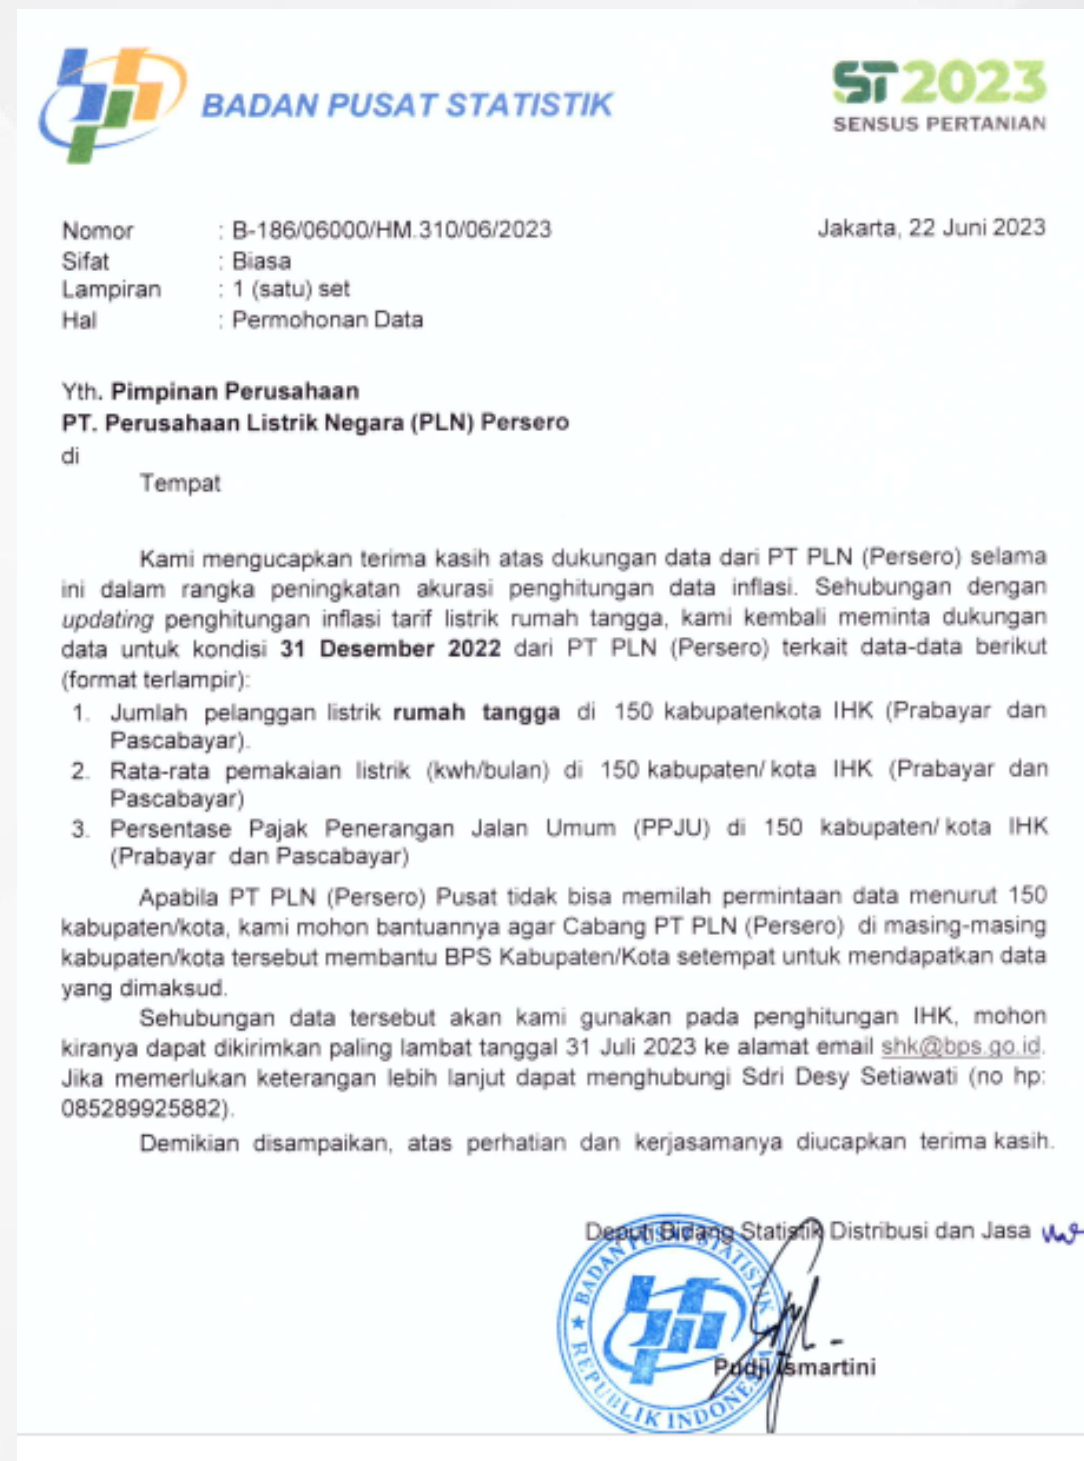 BADAN PUSAT STATISTIK
ST2023
SENSUS PERTANIAN
Nomor : B-186/06000/HM.310/06/2023
Jakarta, 22 Juni 2023
Sifat : Biasa
Lampiran : 1 (satu) set
Hal : Permohonan Data
Yth. Pimpinan Perusahaan
PT. Perusahaan Listrik Negara (PLN) Persero
di
Tempat
Kami mengucapkan terima kasih atas dukungan data dari PT PLN (Persero) selama
ini dalam rangka peningkatan akurasi penghitungan data inflasi. Sehubungan dengan
updating penghitungan inflasi tarif listrik rumah tangga, kami kembali meminta dukungan
data untuk kondisi 31 Desember 2022 dari PT PLN (Persero) terkait data-data berikut
(format terlampir):
1. Jumlah pelanggan listrik rumah tangga di 150 kabupatenkota IHK (Prabayar dan
Pascabayar).
2. Rata-rata pemakaian listrik (kwh/bulan) di 150 kabupaten/ kota IHK (Prabayar dan
Pascabayar)
3. Persentase Pajak Penerangan Jalan Umum (PPJU) di 150 kabupaten/ kota IHK
(Prabayar dan Pascabayar)
Apabila PT PLN (Persero) Pusat tidak bisa memilah permintaan data menurut 150
kabupaten/kota, kami mohon bantuannya agar Cabang PT PLN (Persero) di masing-masing
kabupaten/kota tersebut membantu BPS Kabupaten/Kota setempat untuk mendapatkan data
yang dimaksud.
Sehubungan data tersebut akan kami gunakan pada penghitungan IHK, mohon
kiranya dapat dikirimkan paling lambat tanggal 31 Juli 2023 ke alamat email shk@bps.go.id.
Jika memerlukan keterangan lebih lanjut dapat menghubungi Sdri Desy Setiawati (no hp:
085289925882).
Demikian disampaikan, atas perhatian dan kerjasamanya diucapkan terima kasih.
Deputi Bidang Statistik Distribusi dan Jasa
BADAN PUSAT STATISTIK
REPUBLIK INDONESIA
Pudji Ismartini